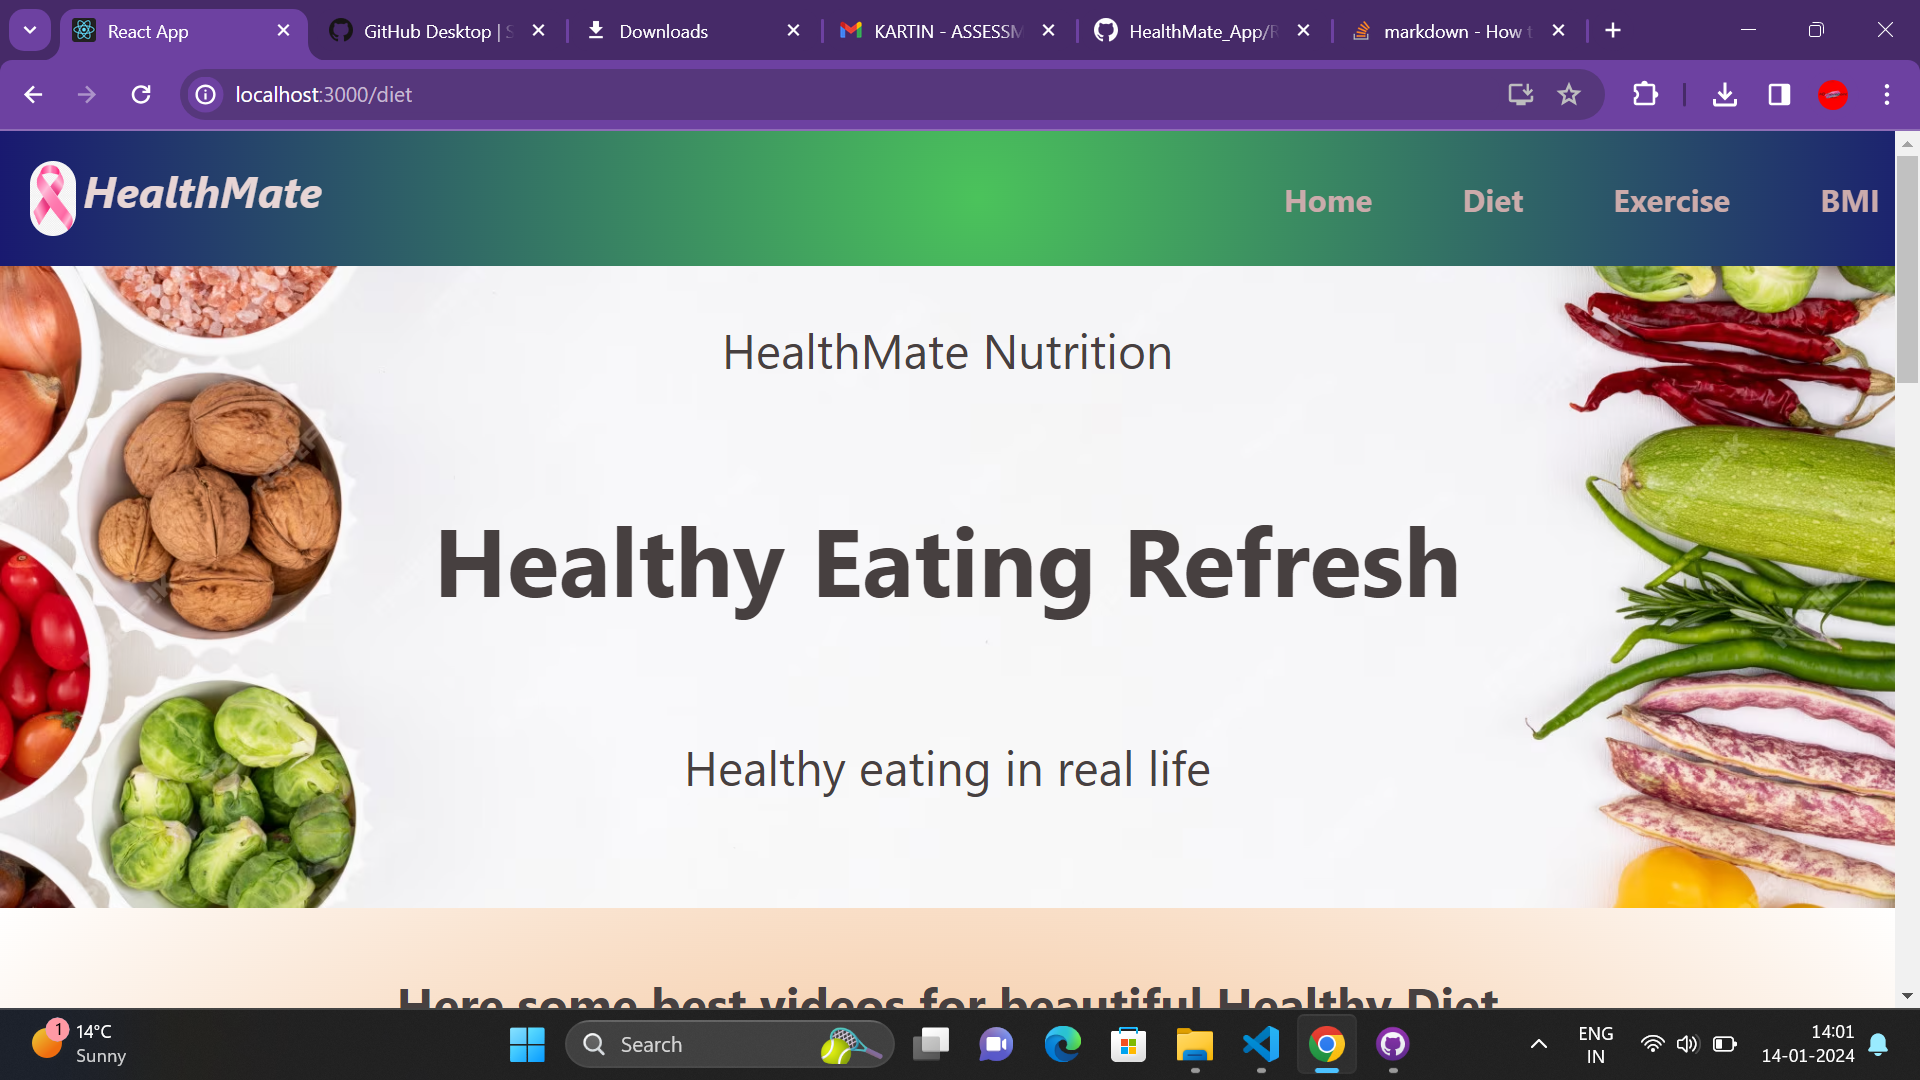 React App
GitHub Desktop | S
Downloads
KARTIN - ASSESSM
HealthMate_App/R
markdown - How t
localhost:3000/diet
HealthMate
Home
Diet
Exercise
BMI
HealthMate Nutrition
Healthy Eating Refresh
Healthy eating in real life
Here some best videos for beautiful Healthy Diet
1
14°C
Sunny
Search
ENG
IN
14:01
14-01-2024